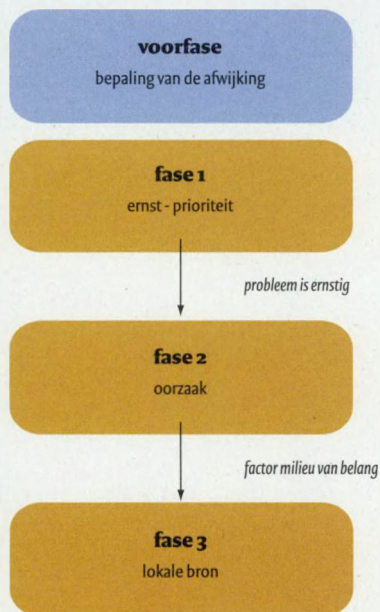 voorfase
bepaling van de afwijking
fase 1
ernst - prioriteit
probleem is ernstig
fase 2
oorzaak
factor milieu van belang
fase 3
lokale bron